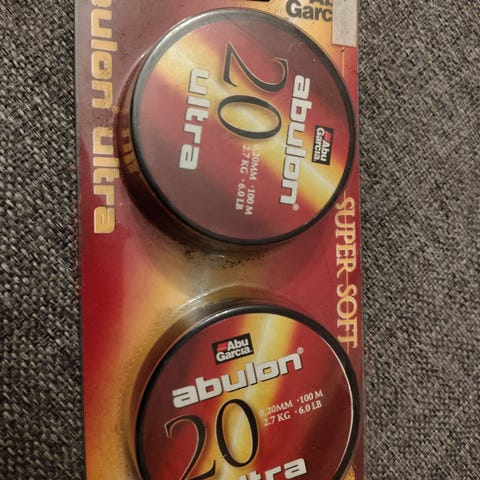 Abu
Garcia
abulon ultra
SUPER SOFT
Abu
Garcia
abulon
20
ultra
0,20MM · 100 M
2.7 KG · 6.0 LB
Abu
Garcia
abulon
20
ultra
0,20MM · 100 M
2.7 KG · 6.0 LB